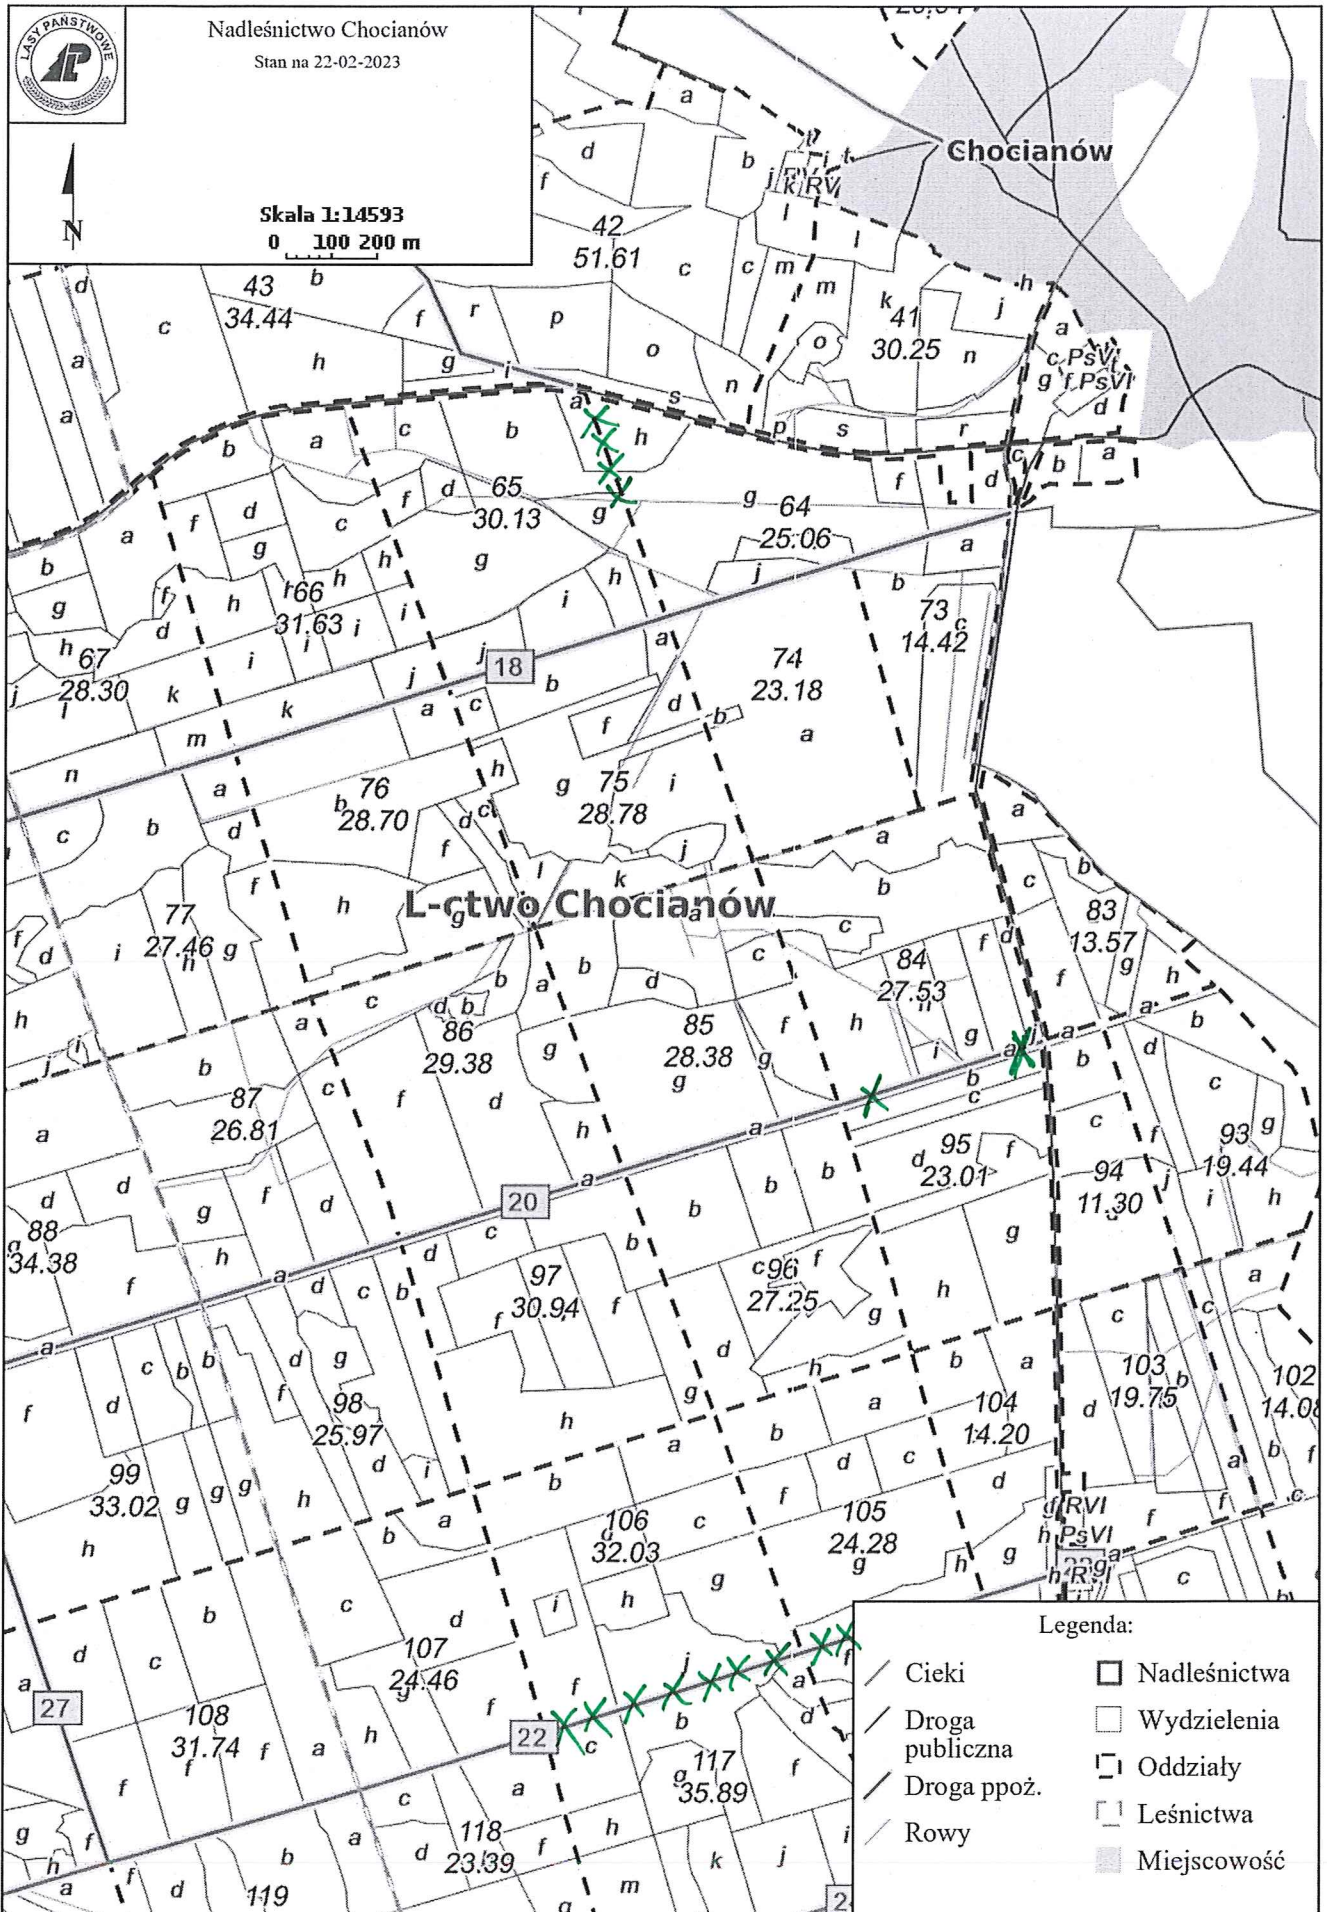 LASY PAŃSTWOWE
Nadleśnictwo Chocianów
Stan na 22-02-2023
N
Skala 1:14593
0 100 200 m
Chocianów
a
d
b
f
42
51.61
43
34.44
b
c
c
c
m
m
k
41
30.25
n
j
h
a
c PsVI
g f PsVI
d
d
a
a
c
h
f
r
p
o
o
n
g
i
s
p
s
r
a
h
b
a
c
b
f
d
c
b
a
65
30.13
g
g
64
25.06
a
f
d
g
c
f
d
h
g
h
i
j
b
73
14.42
c
b
g
h
67
28.30
d
f
h
66
31.63
i
i
j
18
a
74
23.18
a
k
k
j
a
c
b
f
d
b
m
n
a
76
28.70
b
h
g
75
28.78
i
c
b
d
f
d
c
j
a
a
L-ctwo Chocianów
f
h
g
l
k
a
b
b
c
83
13.57
77
27.46
h
g
i
d
f
c
c
f
d
84
27.53
f
g
h
h
j
i
a
c
d b
86
29.38
b
a
b
d
85
28.38
f
h
g
i
g
a
a
a
b
b
87
26.81
c
f
d
g
h
g
a
b
c
b
d
c
a
d
d
g
f
d
a
b
b
95
23.01
d
f
c
94
11.30
f
j
93
19.44
g
i
h
20
88
34.38
g
f
h
a
d
c
b
d
c
b
b
97
30.94
f
f
c
96
27.25
f
g
h
g
a
c
c
a
f
d
c
b
b
d
g
f
98
25.97
d
i
h
g
d
h
b
a
103
19.75
b
d
102
14.08
99
33.02
g
g
g
h
h
b
a
b
a
b
a
104
14.20
d
c
d
f
106
32.03
c
105
24.28
g
g
h
g
RVI
PsVI
h
f
f
a
b
f
c
c
b
d
c
c
d
i
h
g
107
24.46
g
f
f
j
a
27
108
31.74
f
f
f
a
h
22
c
b
a
d
f
117
35.89
g
f
g
f
h
a
f
d
b
119
a
c
d
118
23.39
a
f
h
m
k
j
i
g
Legenda:
Cieki
Droga publiczna
Droga ppoż.
Rowy
Nadleśnictwa
Wydzielenia
Oddziały
Leśnictwa
Miejscowość